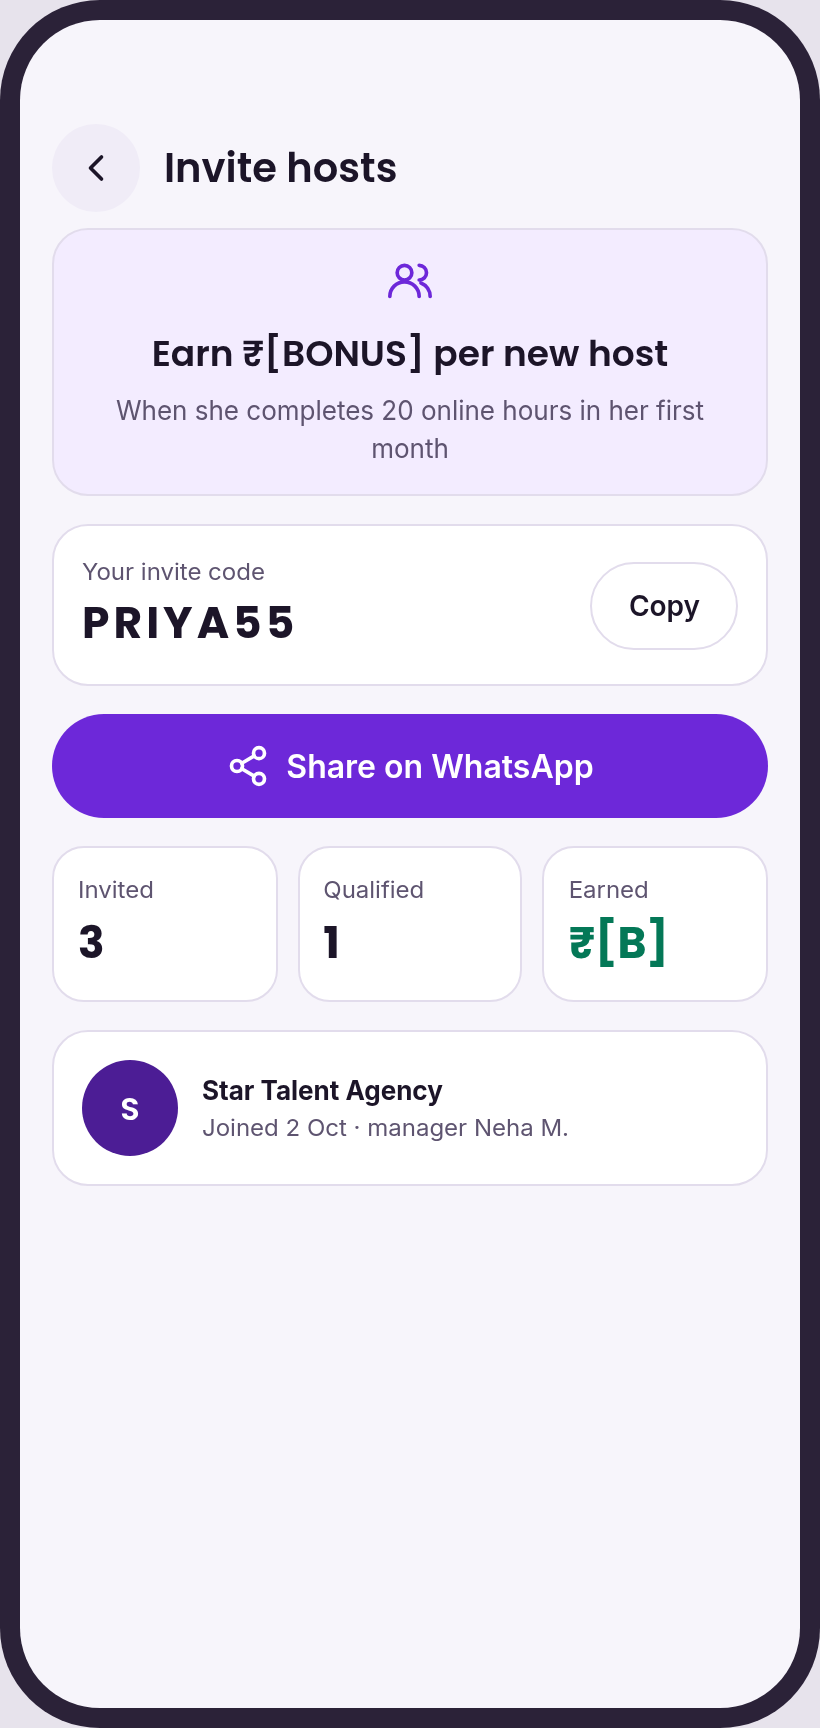 Invite hosts
Earn ₹[BONUS] per new host
When she completes 20 online hours in her first
month
Your invite code
PRIYA55
Copy
Share on WhatsApp
Invited
3
Qualified
1
Earned
₹[B]
S
Star Talent Agency
Joined 2 Oct · manager Neha M.